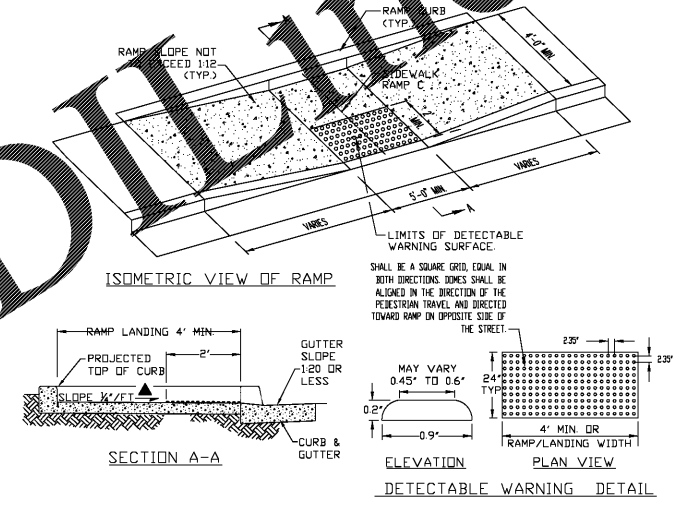 RAMP CURB
(TYP.)
RAMP SLOPE NOT
TO EXCEED 1:12
(TYP.)
SIDEWALK
RAMP C
4'-0" MIN.
2'
MIN.
VARIES
5'-0" MIN.
VARIES
A
LIMITS OF DETECTABLE
WARNING SURFACE.
ISOMETRIC VIEW OF RAMP
SHALL BE A SQUARE GRID, EQUAL IN
BOTH DIRECTIONS. DOMES SHALL BE
ALIGNED IN THE DIRECTION OF THE
PEDESTRIAN TRAVEL AND DIRECTED
TOWARD RAMP ON OPPOSITE SIDE OF
THE STREET.
RAMP LANDING 4' MIN.
2'
PROJECTED
TOP OF CURB
SLOPE ¼"/FT.
GUTTER
SLOPE
1:20 OR
LESS
CURB &
GUTTER
SECTION A-A
MAY VARY
0.45" TO 0.6"
0.2"
0.9"
ELEVATION
2.35"
2.35"
24"
TYP
4' MIN. OR
RAMP/LANDING WIDTH
PLAN VIEW
DETECTABLE WARNING DETAIL